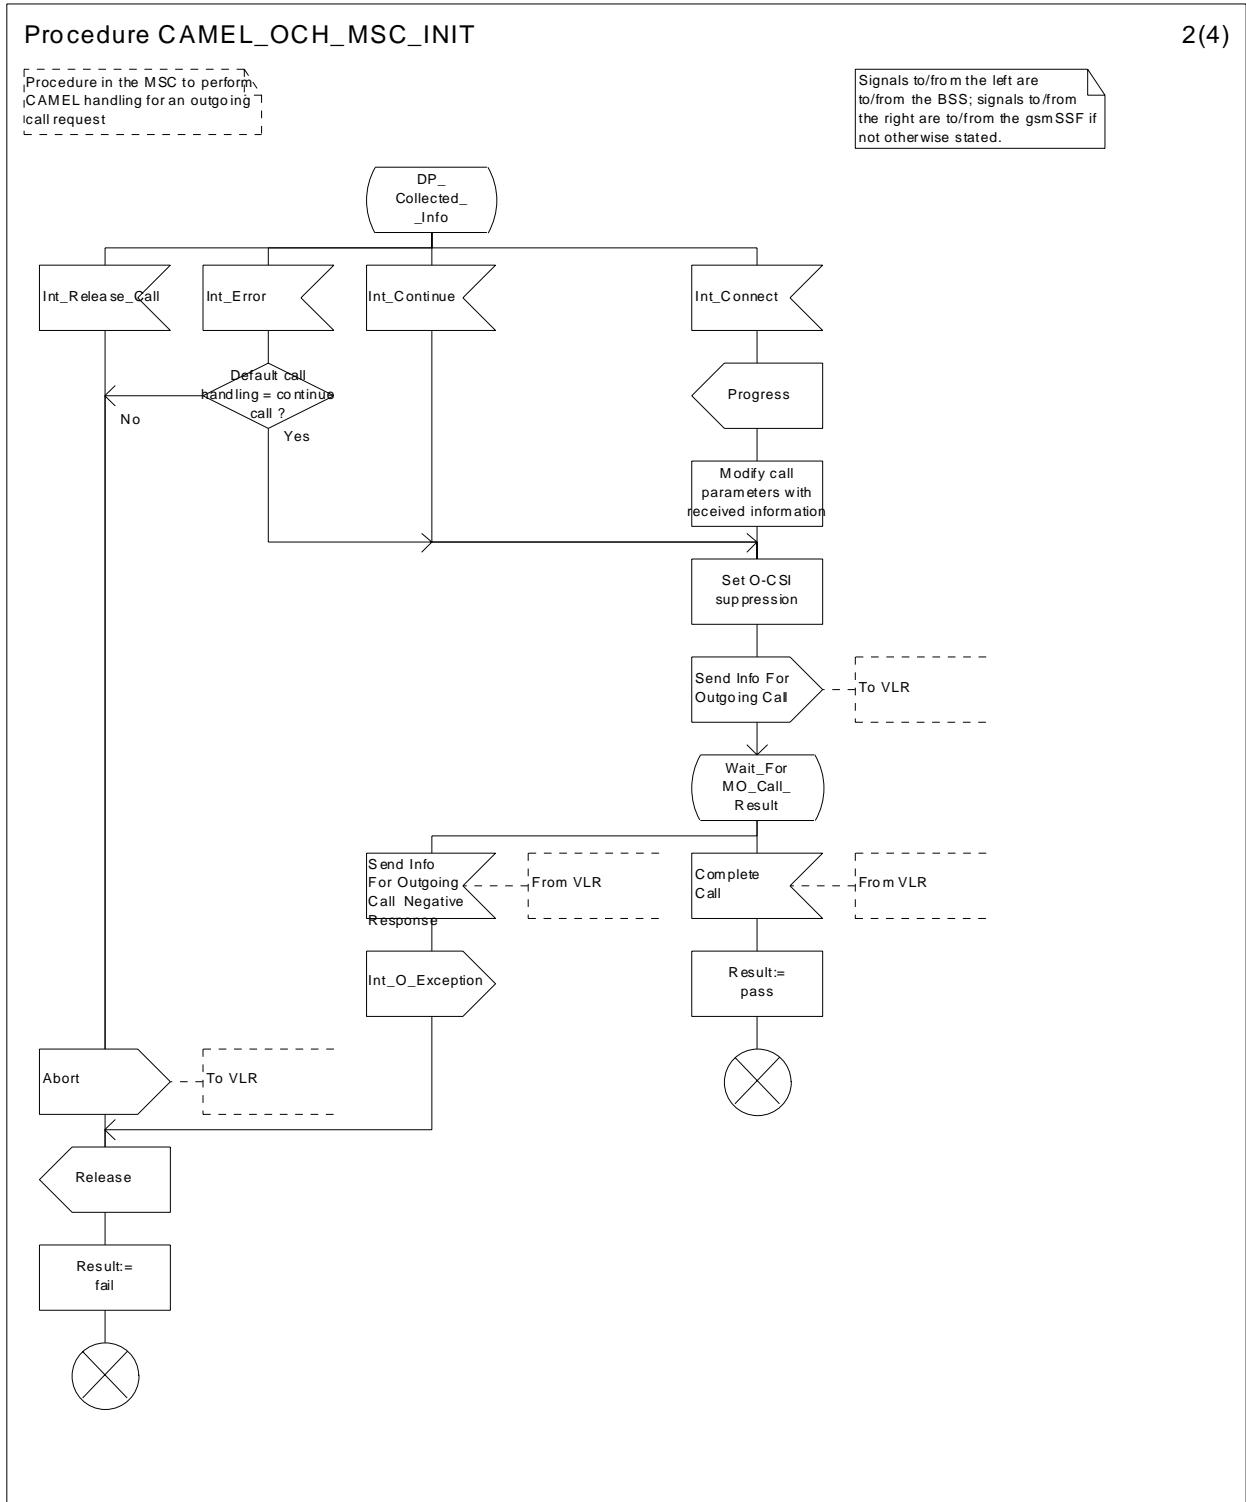 Procedure CAMEL_OCH_MSC_INIT
2(4)
Procedure in the MSC to perform
CAMEL handling for an outgoing
call request
Signals to/from the left are
to/from the BSS; signals to/from
the right are to/from the gsmSSF if
not otherwise stated.
DP_
Collected_
_Info
Int_Release_Call
Int_Error
Int_Continue
Int_Connect
Default call
handling = continue
call ?
No
Yes
Progress
Modify call
parameters with
received information
Set O-CSI
suppression
Send Info For
Outgoing Call
To VLR
Wait_For
MO_Call_
Result
Send Info
For Outgoing
Call Negative
Response
From VLR
Complete
Call
From VLR
Int_O_Exception
Result:=
pass
Abort
To VLR
Release
Result:=
fail